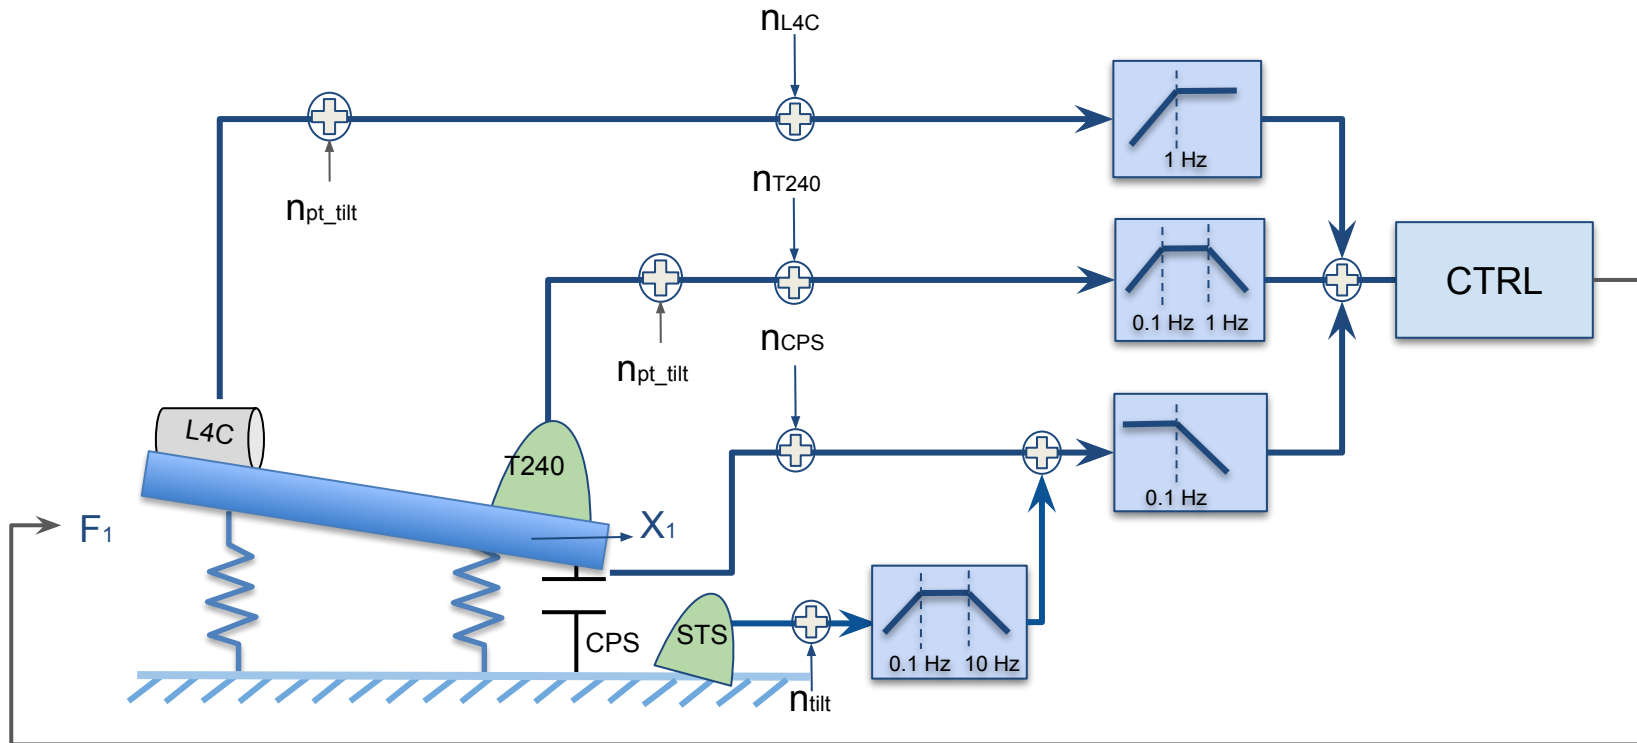 nL4C
1 Hz
nT240
npt_tilt
0.1 Hz 1 Hz
CTRL
nCPS
npt_tilt
L4C
T240
0.1 Hz
F1
X1
CPS
STS
0.1 Hz 10 Hz
ntilt